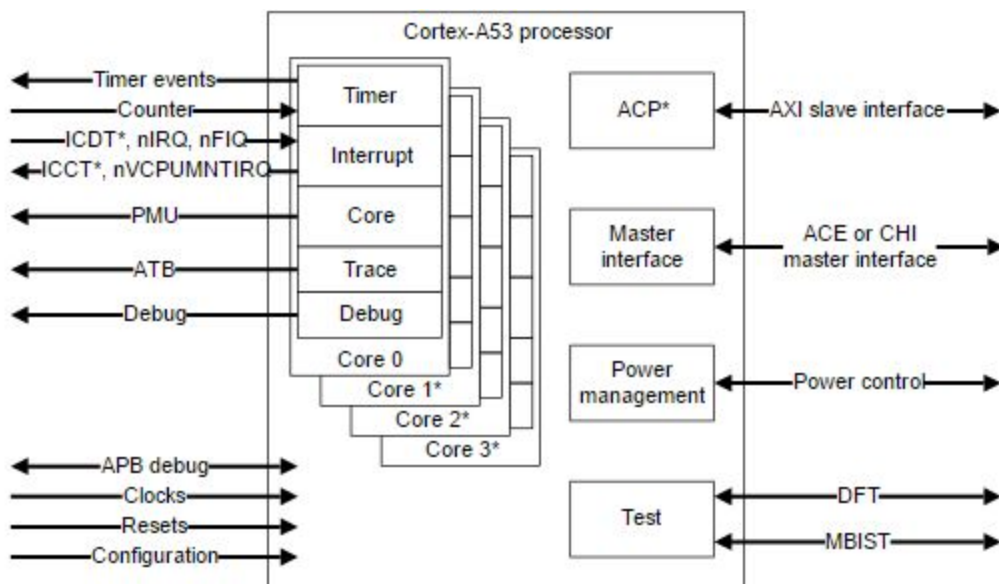 Cortex-A53 processor
Timer events
Counter
ICDT*, nIRQ, nFIQ
ICCT*, nVCPUMNTIRQ
PMU
ATB
Debug
Timer
Interrupt
Core
Trace
Debug
Core 0
Core 1*
Core 2*
Core 3*
APB debug
Clocks
Resets
Configuration
ACP*
AXI slave interface
Master
interface
ACE or CHI
master interface
Power
management
Power control
Test
DFT
MBIST